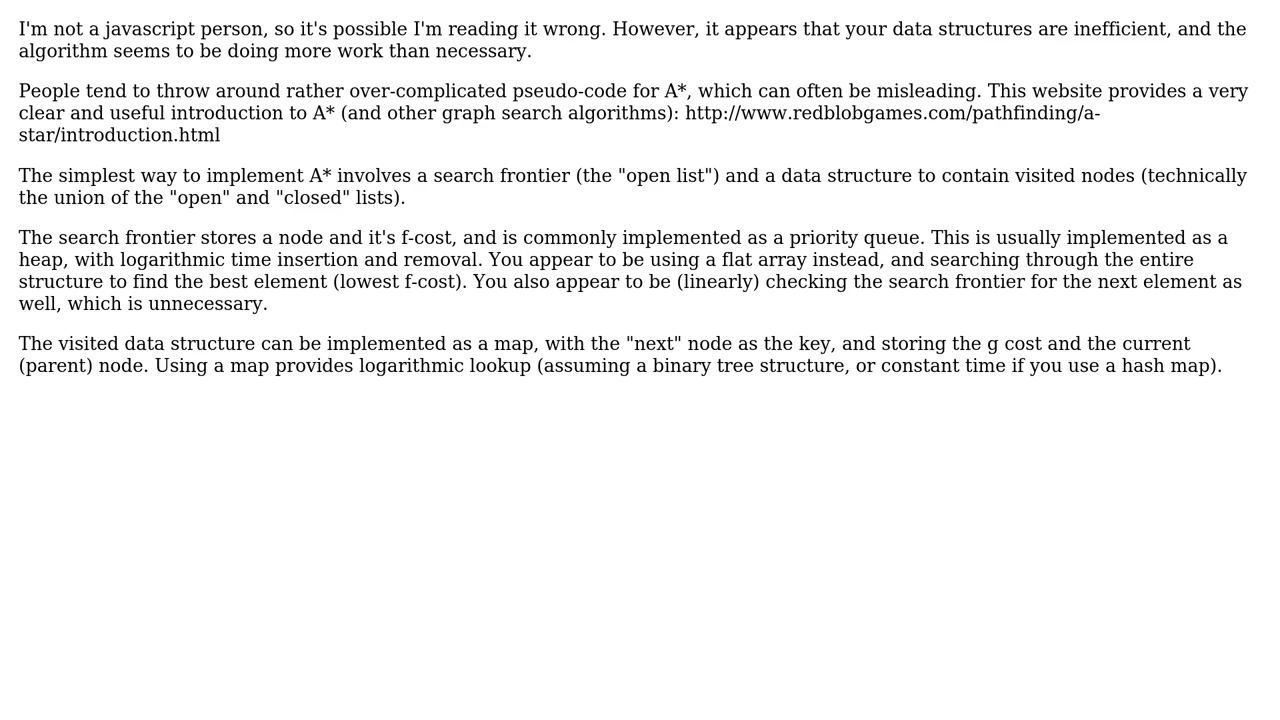 I'm not a javascript person, so it's possible I'm reading it wrong. However, it appears that your data structures are inefficient, and the
algorithm seems to be doing more work than necessary.
People tend to throw around rather over-complicated pseudo-code for A*, which can often be misleading. This website provides a very
clear and useful introduction to A* (and other graph search algorithms): http://www.redblobgames.com/pathfinding/a-
star/introduction.html
The simplest way to implement A* involves a search frontier (the "open list") and a data structure to contain visited nodes (technically
the union of the "open" and "closed" lists).
The search frontier stores a node and it's f-cost, and is commonly implemented as a priority queue. This is usually implemented as a
heap, with logarithmic time insertion and removal. You appear to be using a flat array instead, and searching through the entire
structure to find the best element (lowest f-cost). You also appear to be (linearly) checking the search frontier for the next element as
well, which is unnecessary.
The visited data structure can be implemented as a map, with the "next" node as the key, and storing the g cost and the current
(parent) node. Using a map provides logarithmic lookup (assuming a binary tree structure, or constant time if you use a hash map).